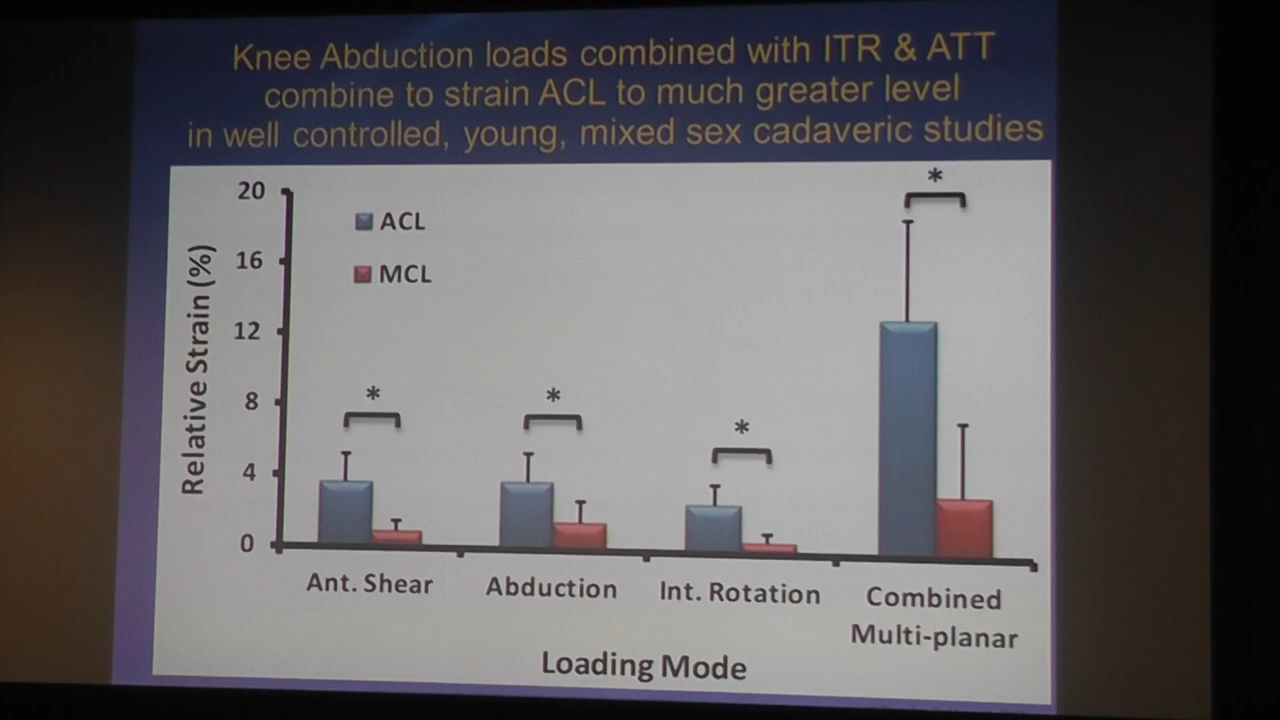 Knee Abduction loads combined with ITR & ATT
combine to strain ACL to much greater level
in well controlled, young, mixed sex cadaveric studies
*
20
ACL
16
MCL
12
Relative Strain (%)
8
*
*
*
4
0
Ant. Shear
Abduction
Int. Rotation
Combined
Multi-planar
Loading Mode